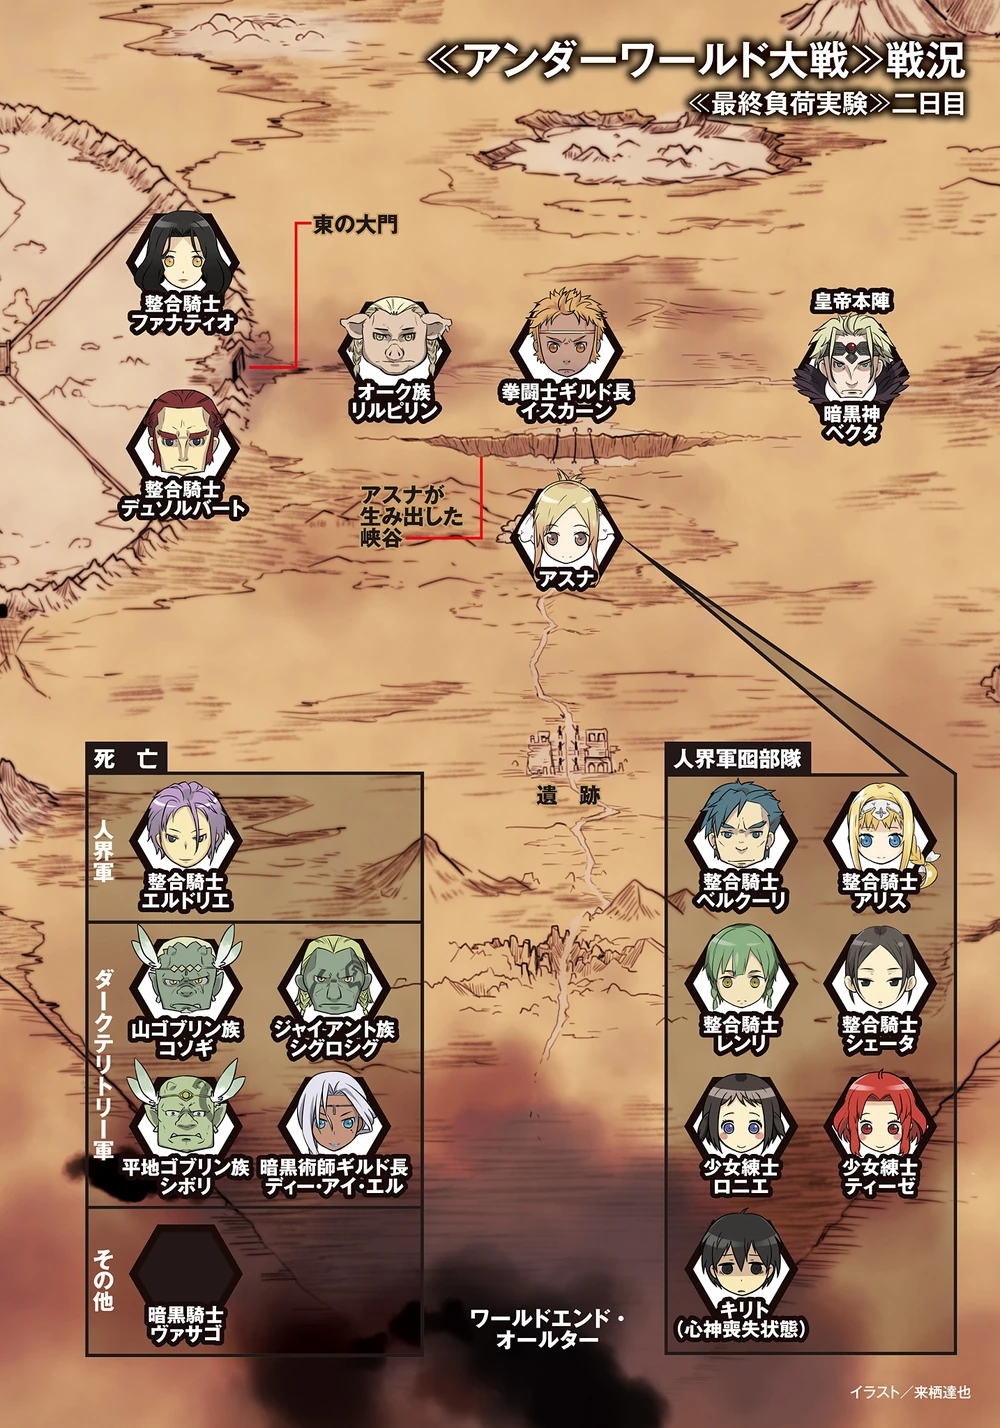 ≪アンダーワールド大戦≫戦況
≪最終負荷実験≫二日目
東の大門
整合騎士
ファナティオ
皇帝本陣
オーク族
リルピリン
拳闘士ギルド長
イスカーン
暗黒神
ベクタ
整合騎士
デュソルバート
アスナが
生み出した
峡谷
アスナ
遺 跡
死 亡
人界軍
整合騎士
エルドリエ
ダークテリトリー軍
山ゴブリン族
コソギ
ジャイアント族
シグロシグ
平地ゴブリン族
シボリ
暗黒術師ギルド長
ディー・アイ・エル
その他
暗黒騎士
ヴァサゴ
人界軍囮部隊
整合騎士
ベルクーリ
整合騎士
アリス
整合騎士
レンリ
整合騎士
シェータ
少女練士
ロニエ
少女練士
ティーゼ
キリト
(心神喪失状態)
ワールドエンド・
オールター
イラスト／来栖達也